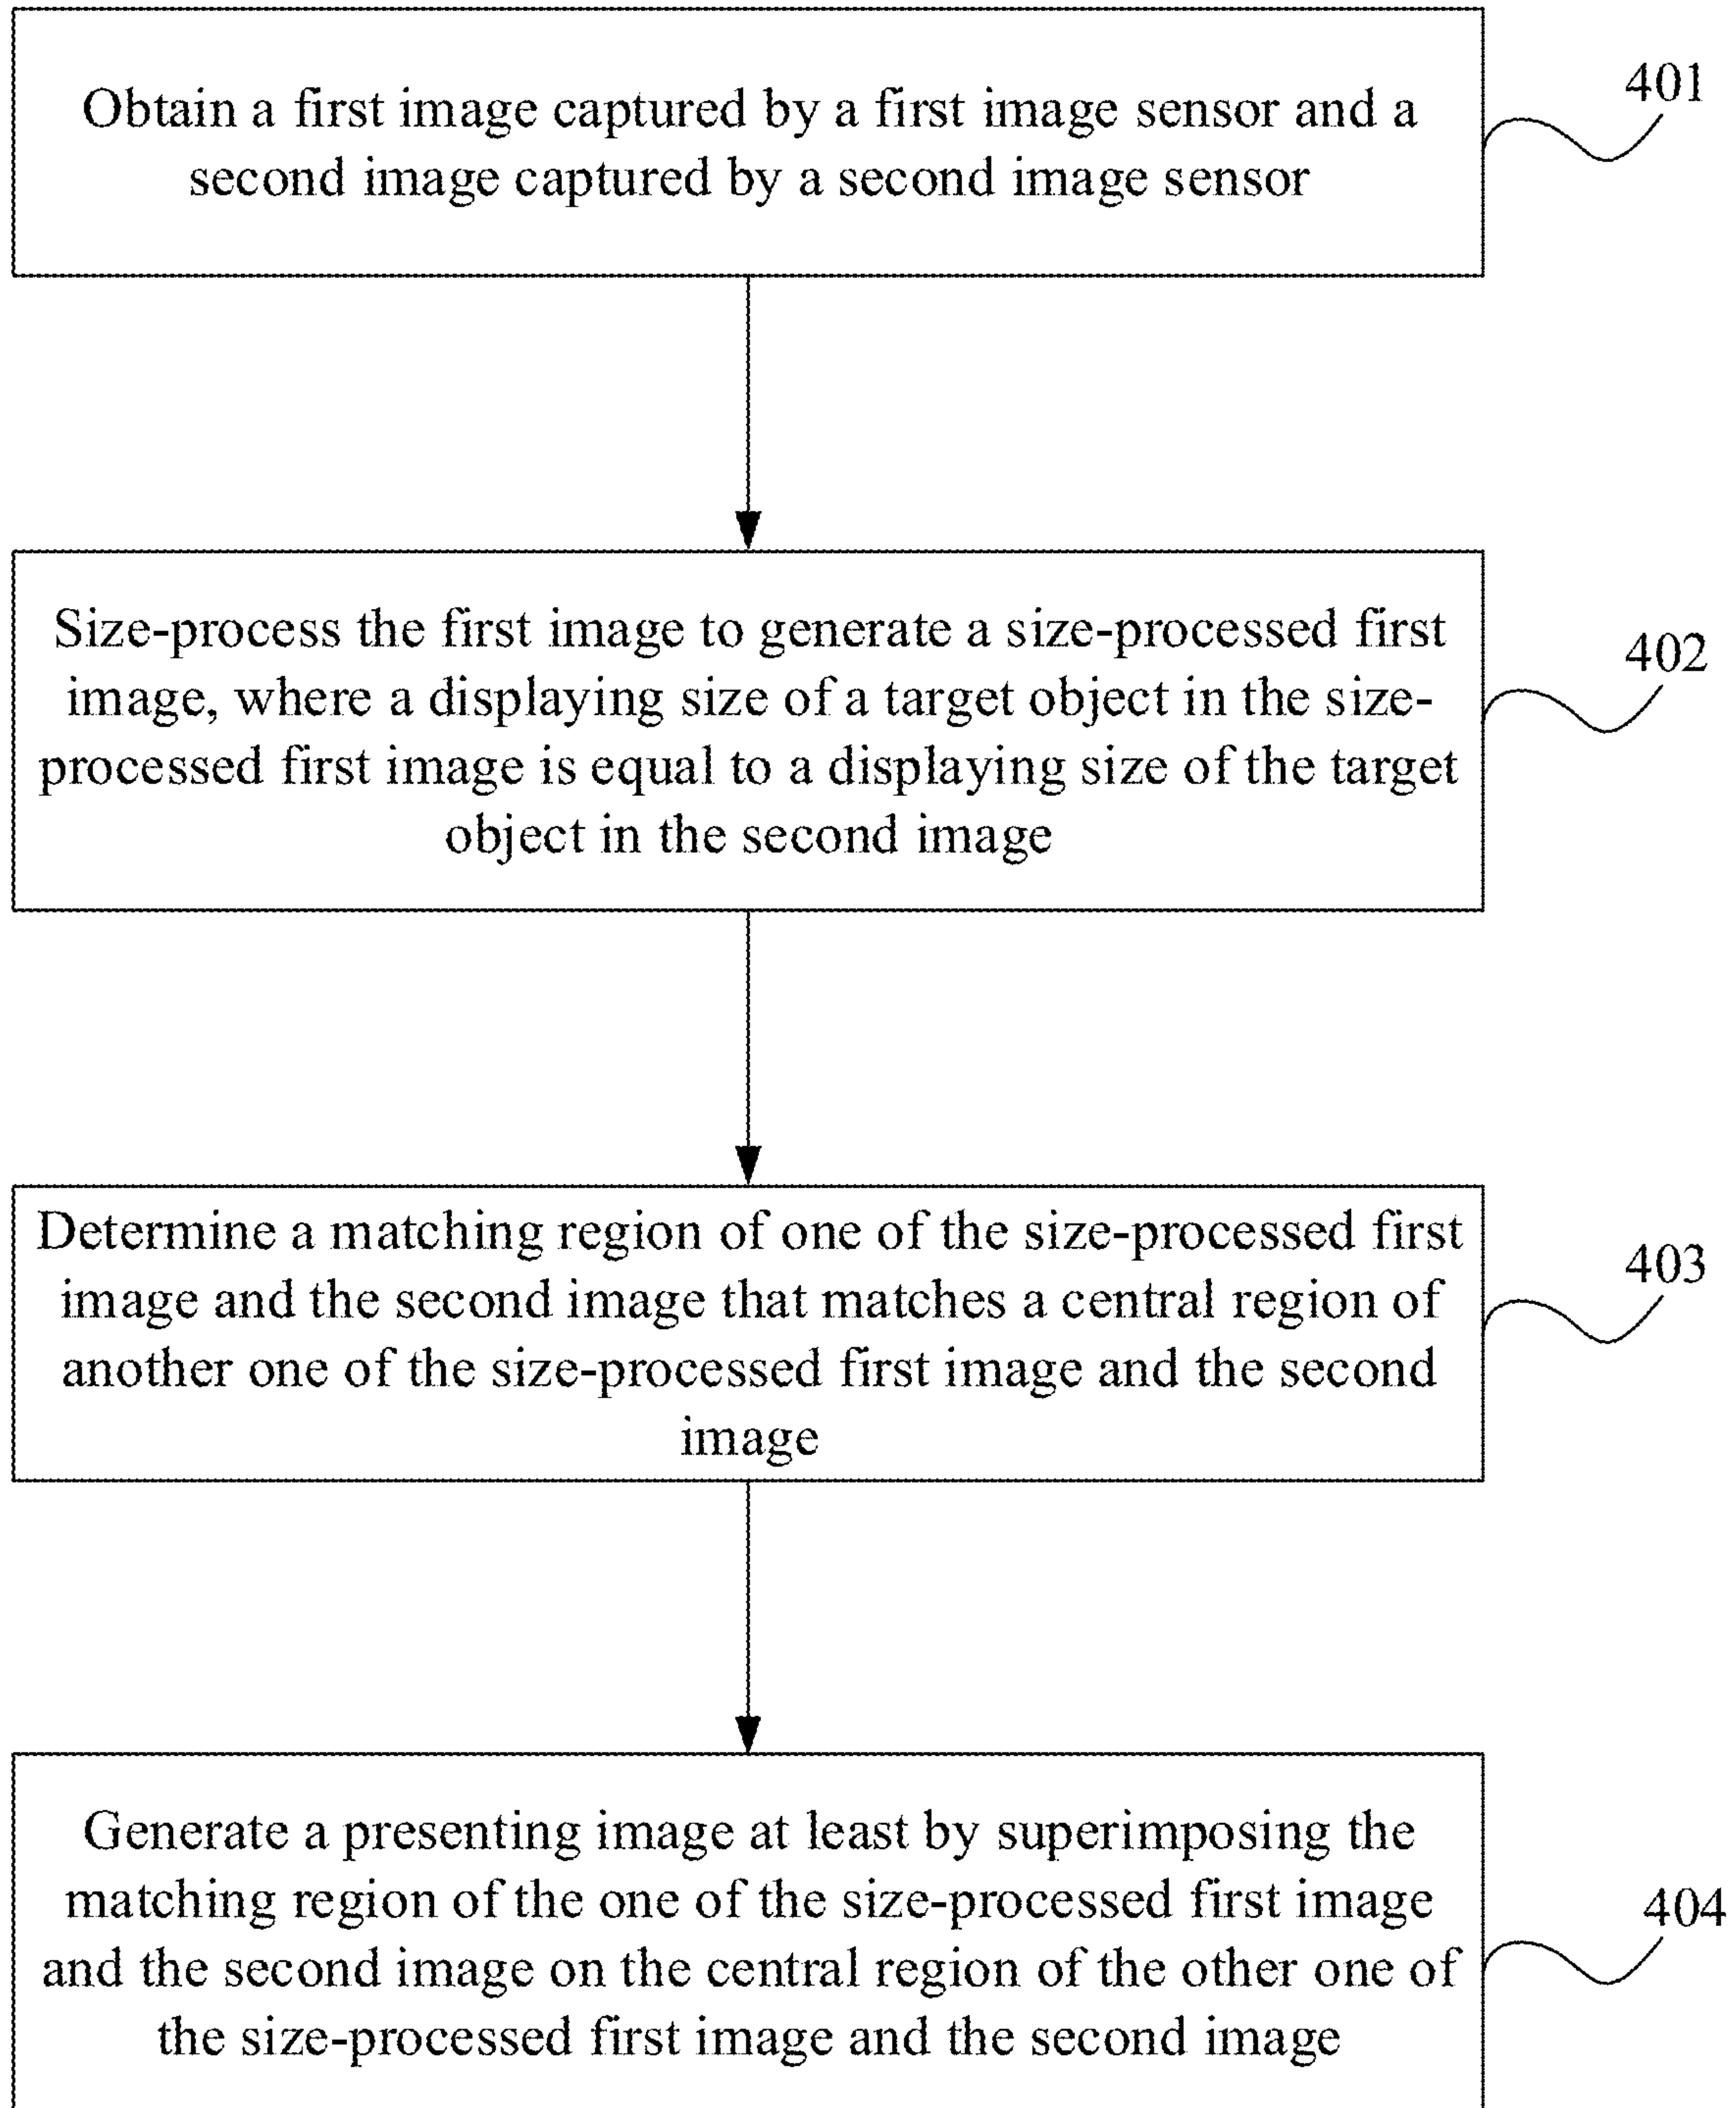 Obtain a first image captured by a first image sensor and a
second image captured by a second image sensor
401
Size-process the first image to generate a size-processed first
image, where a displaying size of a target object in the size-
processed first image is equal to a displaying size of the target
object in the second image
402
Determine a matching region of one of the size-processed first
image and the second image that matches a central region of
another one of the size-processed first image and the second
image
403
Generate a presenting image at least by superimposing the
matching region of the one of the size-processed first image
and the second image on the central region of the other one of
the size-processed first image and the second image
404